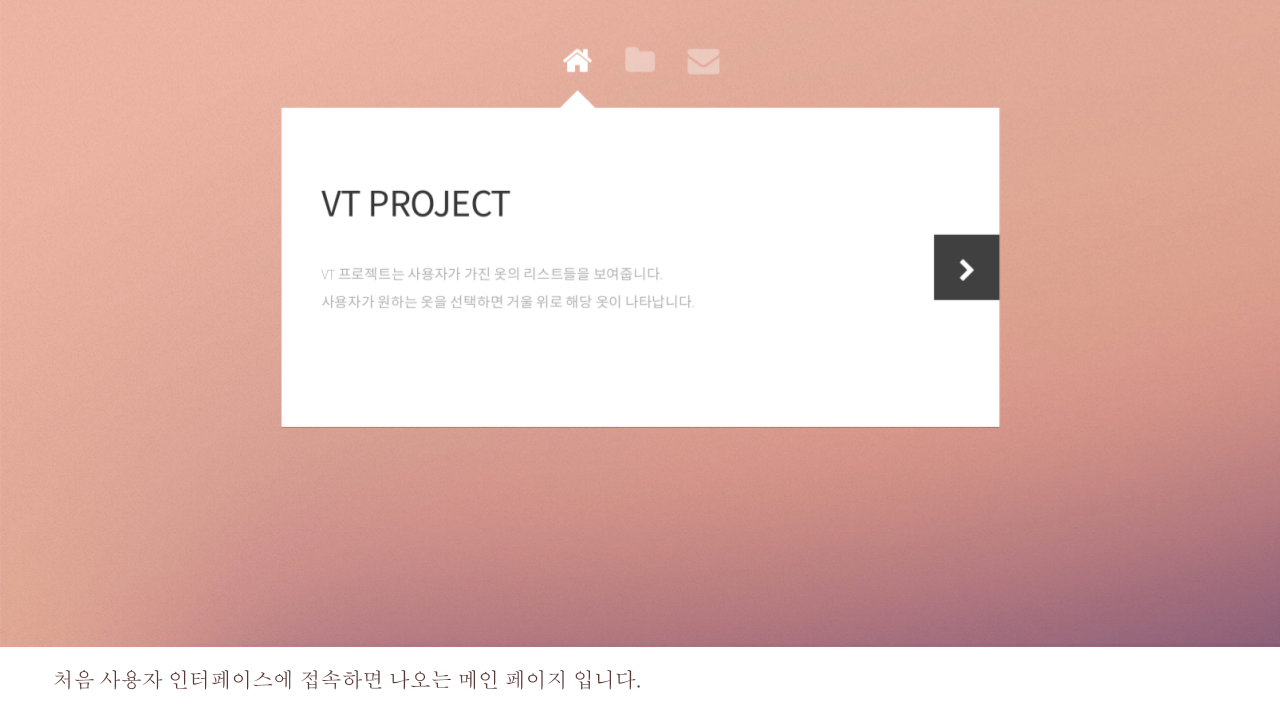 VT PROJECT
VT 프로젝트는 사용자가 가진 옷의 리스트들을 보여줍니다.
사용자가 원하는 옷을 선택하면 거울 위로 해당 옷이 나타납니다.
처음 사용자 인터페이스에 접속하면 나오는 메인 페이지 입니다.